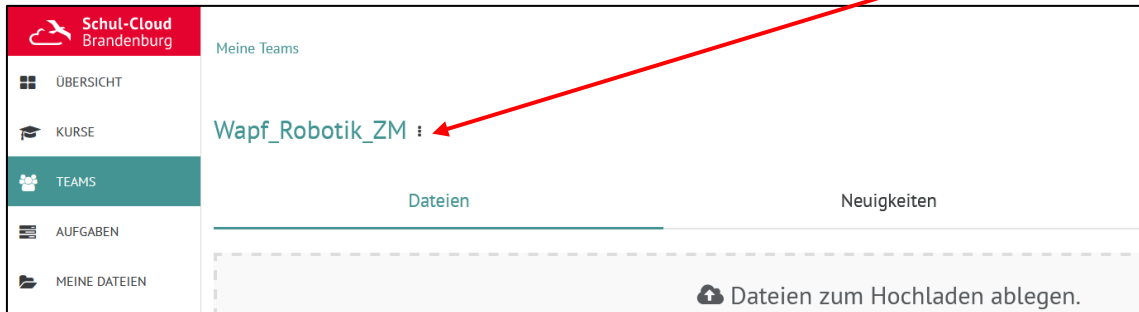 Schul-Cloud
Brandenburg
Meine Teams
ÜBERSICHT
KURSE
Wapf_Robotik_ZM
TEAMS
Dateien
Neuigkeiten
AUFGABEN
MEINE DATEIEN
Dateien zum Hochladen ablegen.